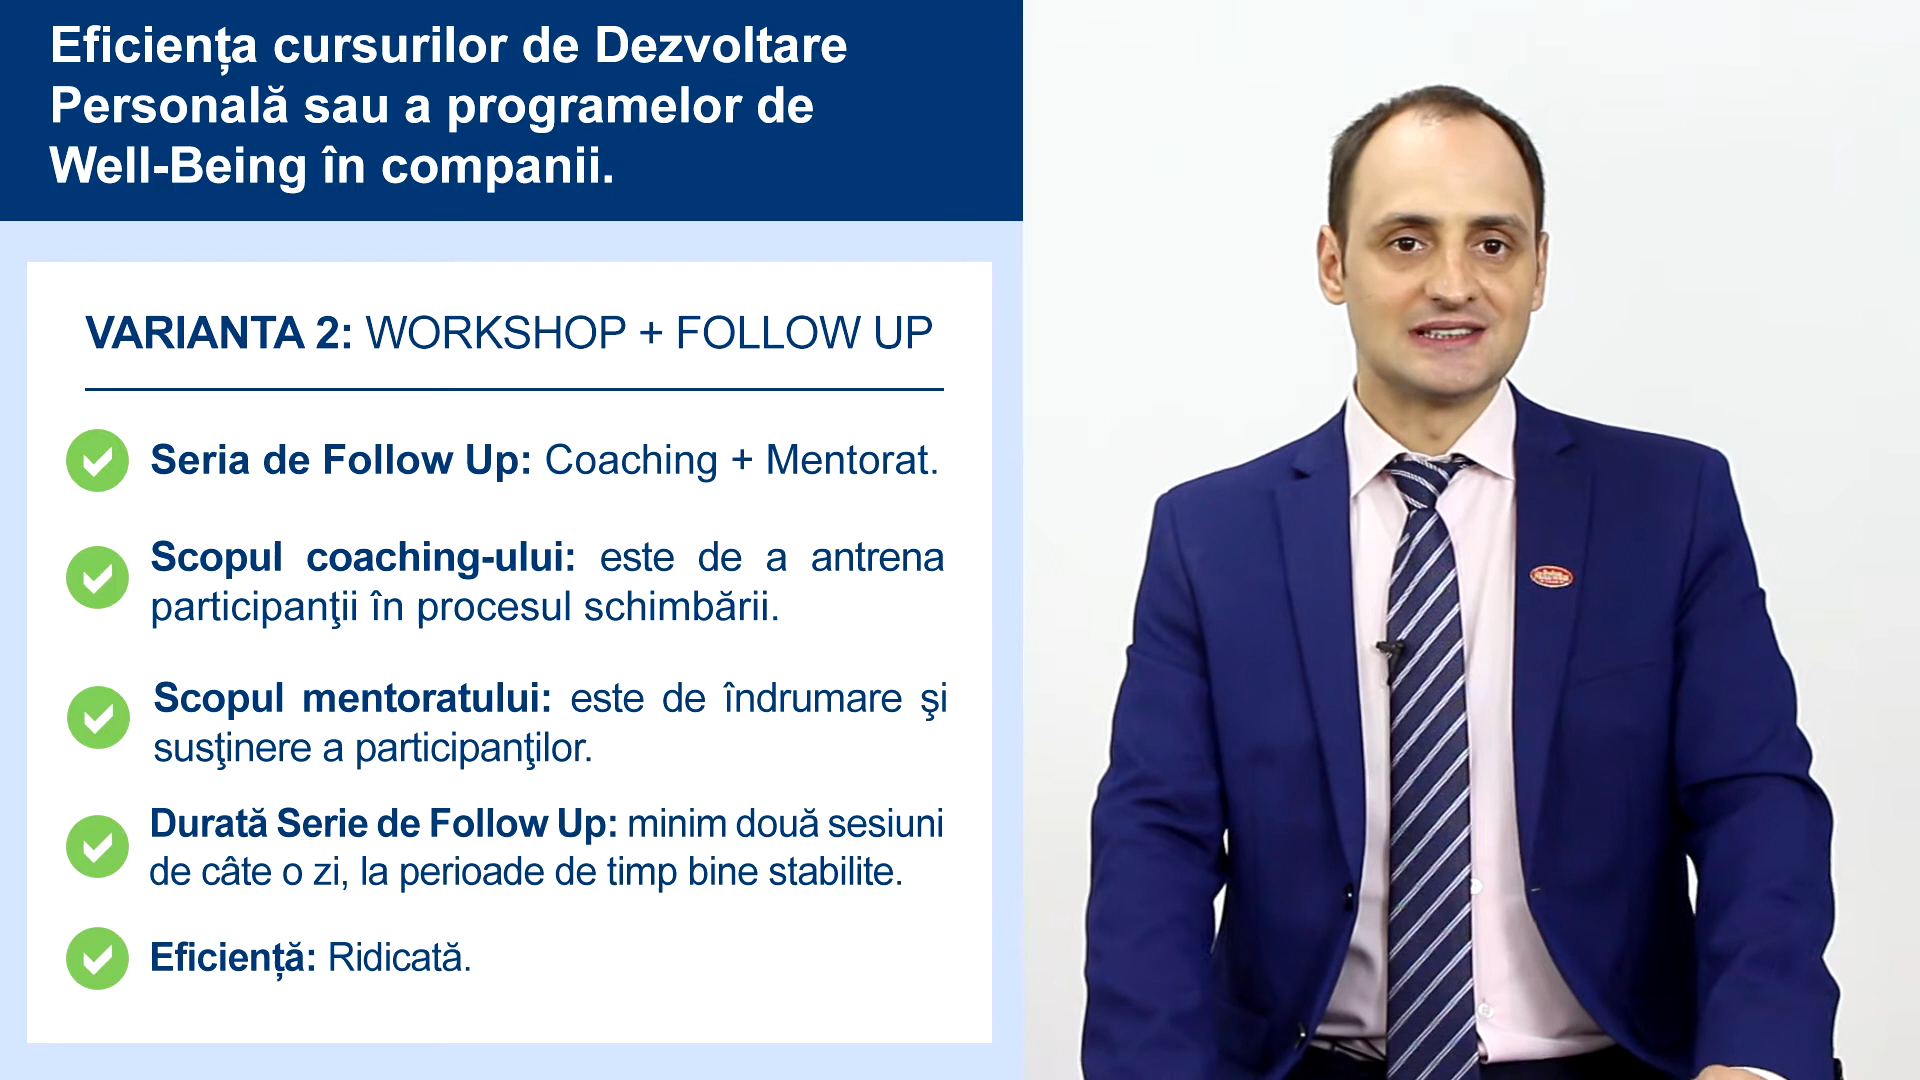 Eficiența cursurilor de Dezvoltare
Personală sau a programelor de
Well-Being în companii.
VARIANTA 2: WORKSHOP + FOLLOW UP
Seria de Follow Up: Coaching + Mentorat.
Scopul coaching-ului: este de a antrena
participanţii în procesul schimbării.
Scopul mentoratului: este de îndrumare şi
susţinere a participanţilor.
Durată Serie de Follow Up: minim două sesiuni
de câte o zi, la perioade de timp bine stabilite.
Eficiență: Ridicată.